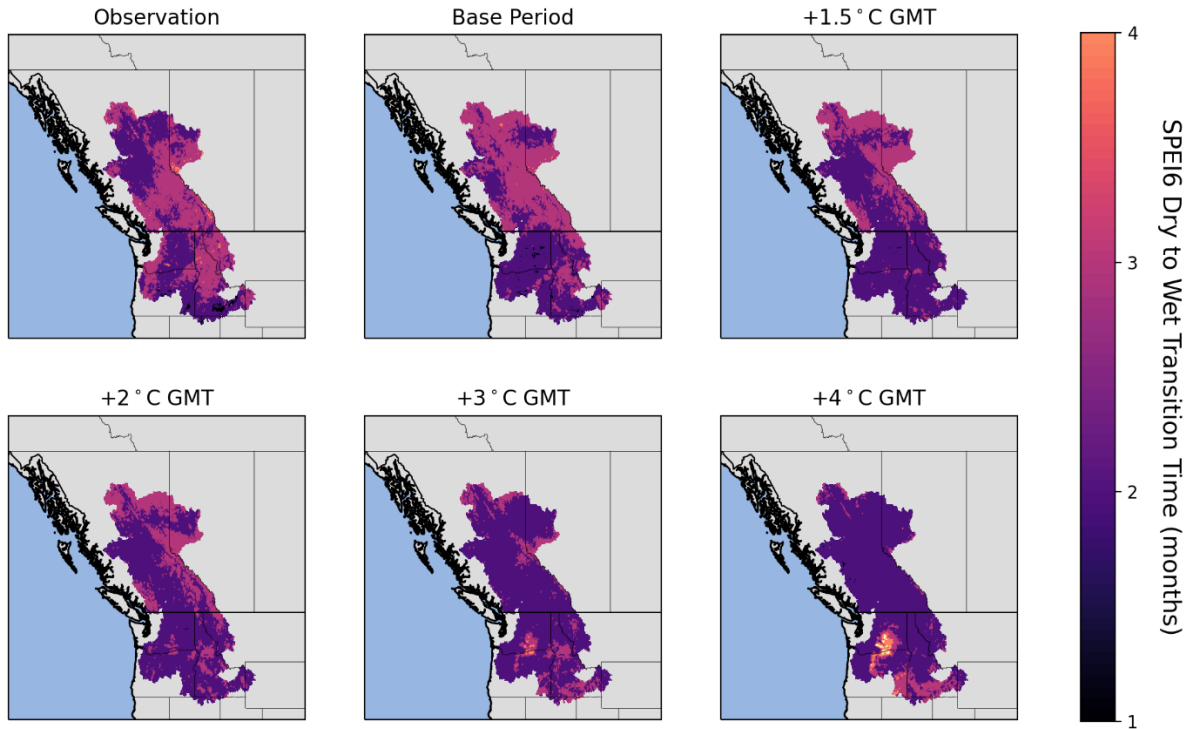 Observation
Base Period
+1.5°C GMT
+2°C GMT
+3°C GMT
+4°C GMT
4
3
2
1
SPEI6 Dry to Wet Transition Time (months)